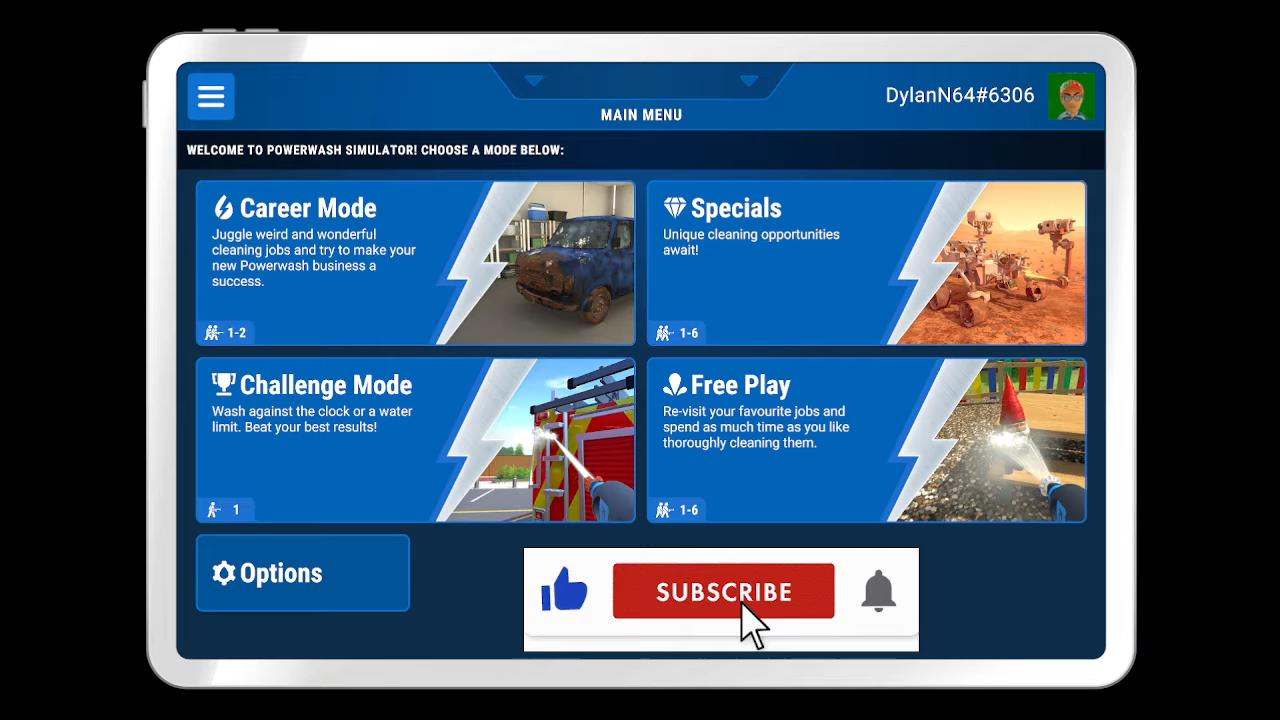 DylanN64#6306
MAIN MENU
WELCOME TO POWERWASH SIMULATOR! CHOOSE A MODE BELOW:
Career Mode
Juggle weird and wonderful
cleaning jobs and try to make your
new Powerwash business a
success.
1-2
Specials
Unique cleaning opportunities
await!
1-6
Challenge Mode
Wash against the clock or a water
limit. Beat your best results!
1
Free Play
Re-visit your favourite jobs and
spend as much time as you like
thoroughly cleaning them.
1-6
Options
SUBSCRIBE